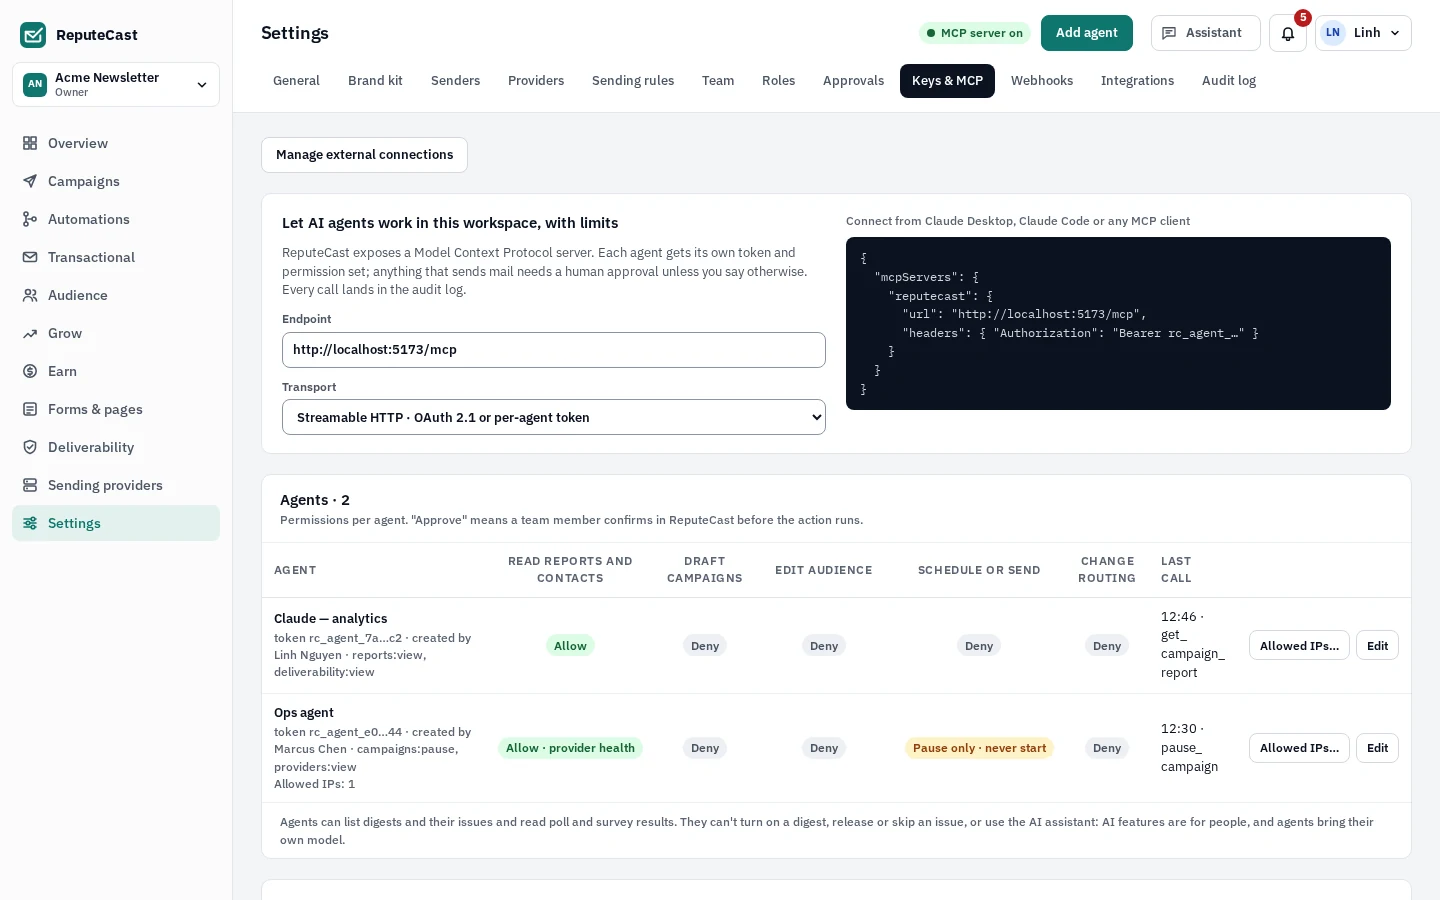 ReputeCast
AN
Acme Newsletter
Owner
Overview
Campaigns
Automations
Transactional
Audience
Grow
Earn
Forms & pages
Deliverability
Sending providers
Settings
Settings
MCP server on
Add agent
Assistant
5
LN
Linh
General
Brand kit
Senders
Providers
Sending rules
Team
Roles
Approvals
Keys & MCP
Webhooks
Integrations
Audit log
Manage external connections
Let AI agents work in this workspace, with limits
ReputeCast exposes a Model Context Protocol server. Each agent gets its own token and
permission set; anything that sends mail needs a human approval unless you say otherwise.
Every call lands in the audit log.
Endpoint
http://localhost:5173/mcp
Transport
Streamable HTTP · OAuth 2.1 or per-agent token
Connect from Claude Desktop, Claude Code or any MCP client
{
"mcpServers": {
"reputecast": {
"url": "http://localhost:5173/mcp",
"headers": { "Authorization": "Bearer rc_agent_…" }
}
}
}
Agents · 2
Permissions per agent. "Approve" means a team member confirms in ReputeCast before the action runs.
AGENT
READ REPORTS AND
CONTACTS
DRAFT
CAMPAIGNS
EDIT AUDIENCE
SCHEDULE OR SEND
CHANGE
ROUTING
LAST
CALL
Claude — analytics
token rc_agent_7a…c2 · created by
Linh Nguyen · reports:view,
deliverability:view
Allow
Deny
Deny
Deny
Deny
12:46 ·
get_
campaign_
report
Allowed IPs…
Edit
Ops agent
token rc_agent_e0…44 · created by
Marcus Chen · campaigns:pause,
providers:view
Allowed IPs: 1
Allow · provider health
Deny
Deny
Pause only · never start
Deny
12:30 ·
pause_
campaign
Allowed IPs…
Edit
Agents can list digests and their issues and read poll and survey results. They can't turn on a digest, release or skip an issue, or use the AI assistant: AI features are for people, and agents bring their
own model.